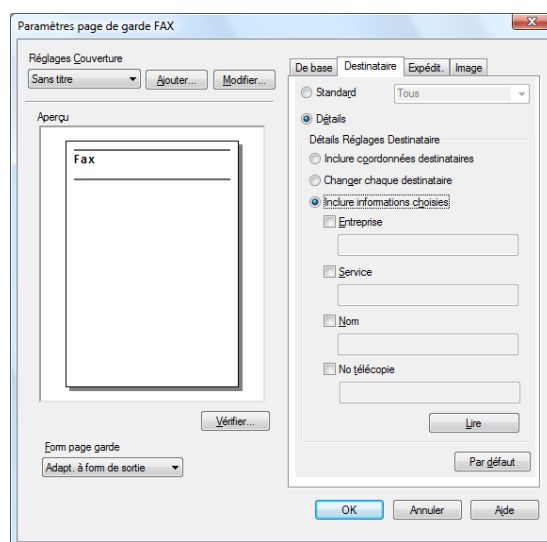 Paramètres page de garde FAX
Réglages Couverture
Sans titre
Ajouter...
Modifier...
Aperçu
Fax
Vérifier...
Form page garde
Adapt. à form de sortie
De base
Destinataire
Expédit.
Image
Standard
Tous
Détails
Détails Réglages Destinataire
Inclure coordonnées destinataires
Changer chaque destinataire
Inclure informations choisies
Entreprise
Service
Nom
No télécopie
Lire
Par défaut
OK
Annuler
Aide